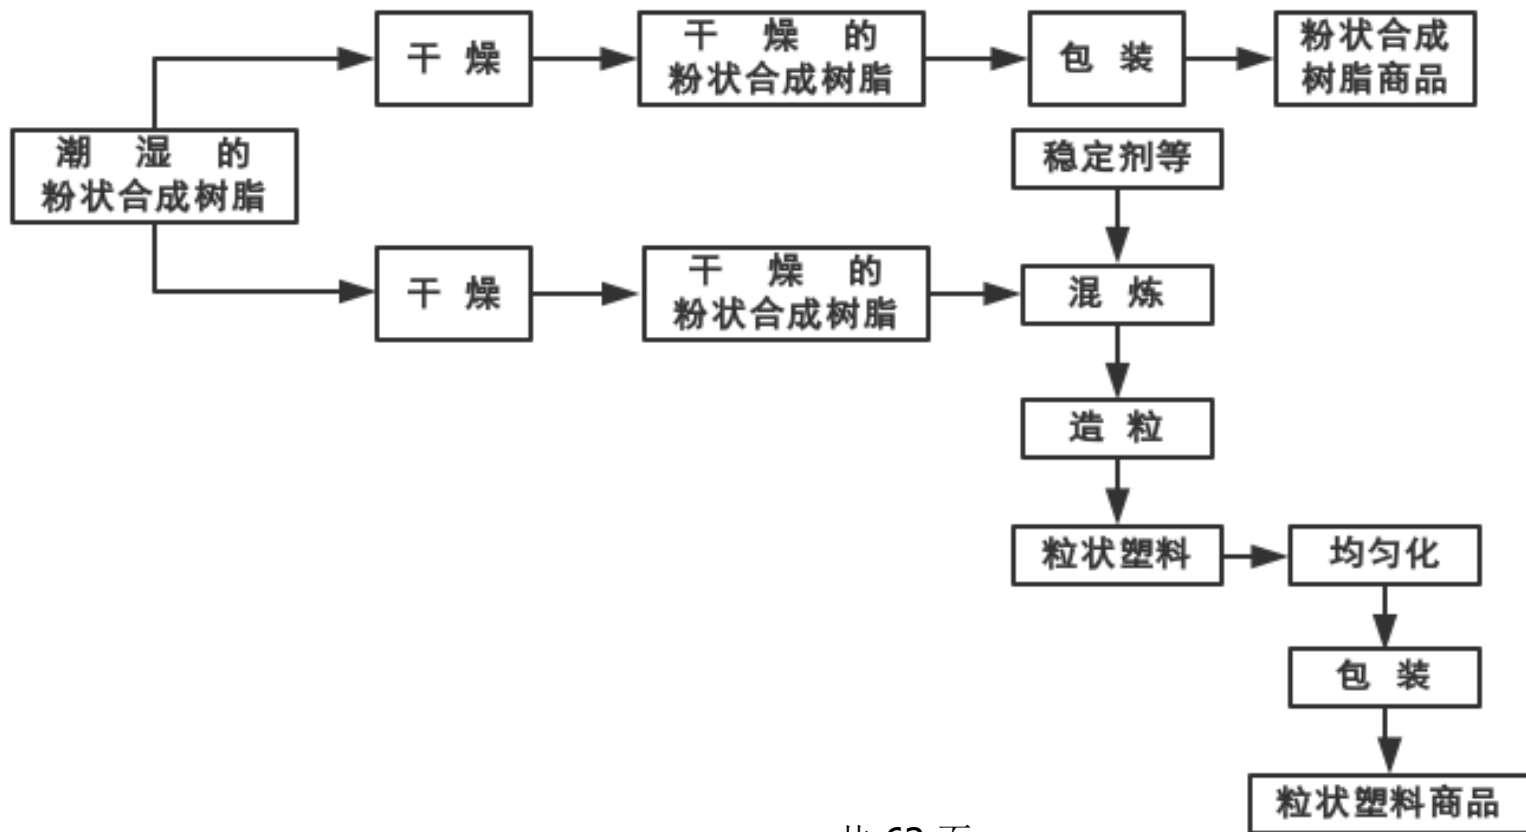 干 燥
干 燥 的
粉状合成树脂
包 装
粉状合成
树脂商品
潮 湿 的
粉状合成树脂
稳定剂等
干 燥
干 燥 的
粉状合成树脂
混 炼
造 粒
粒状塑料
均匀化
包 装
粒状塑料商品